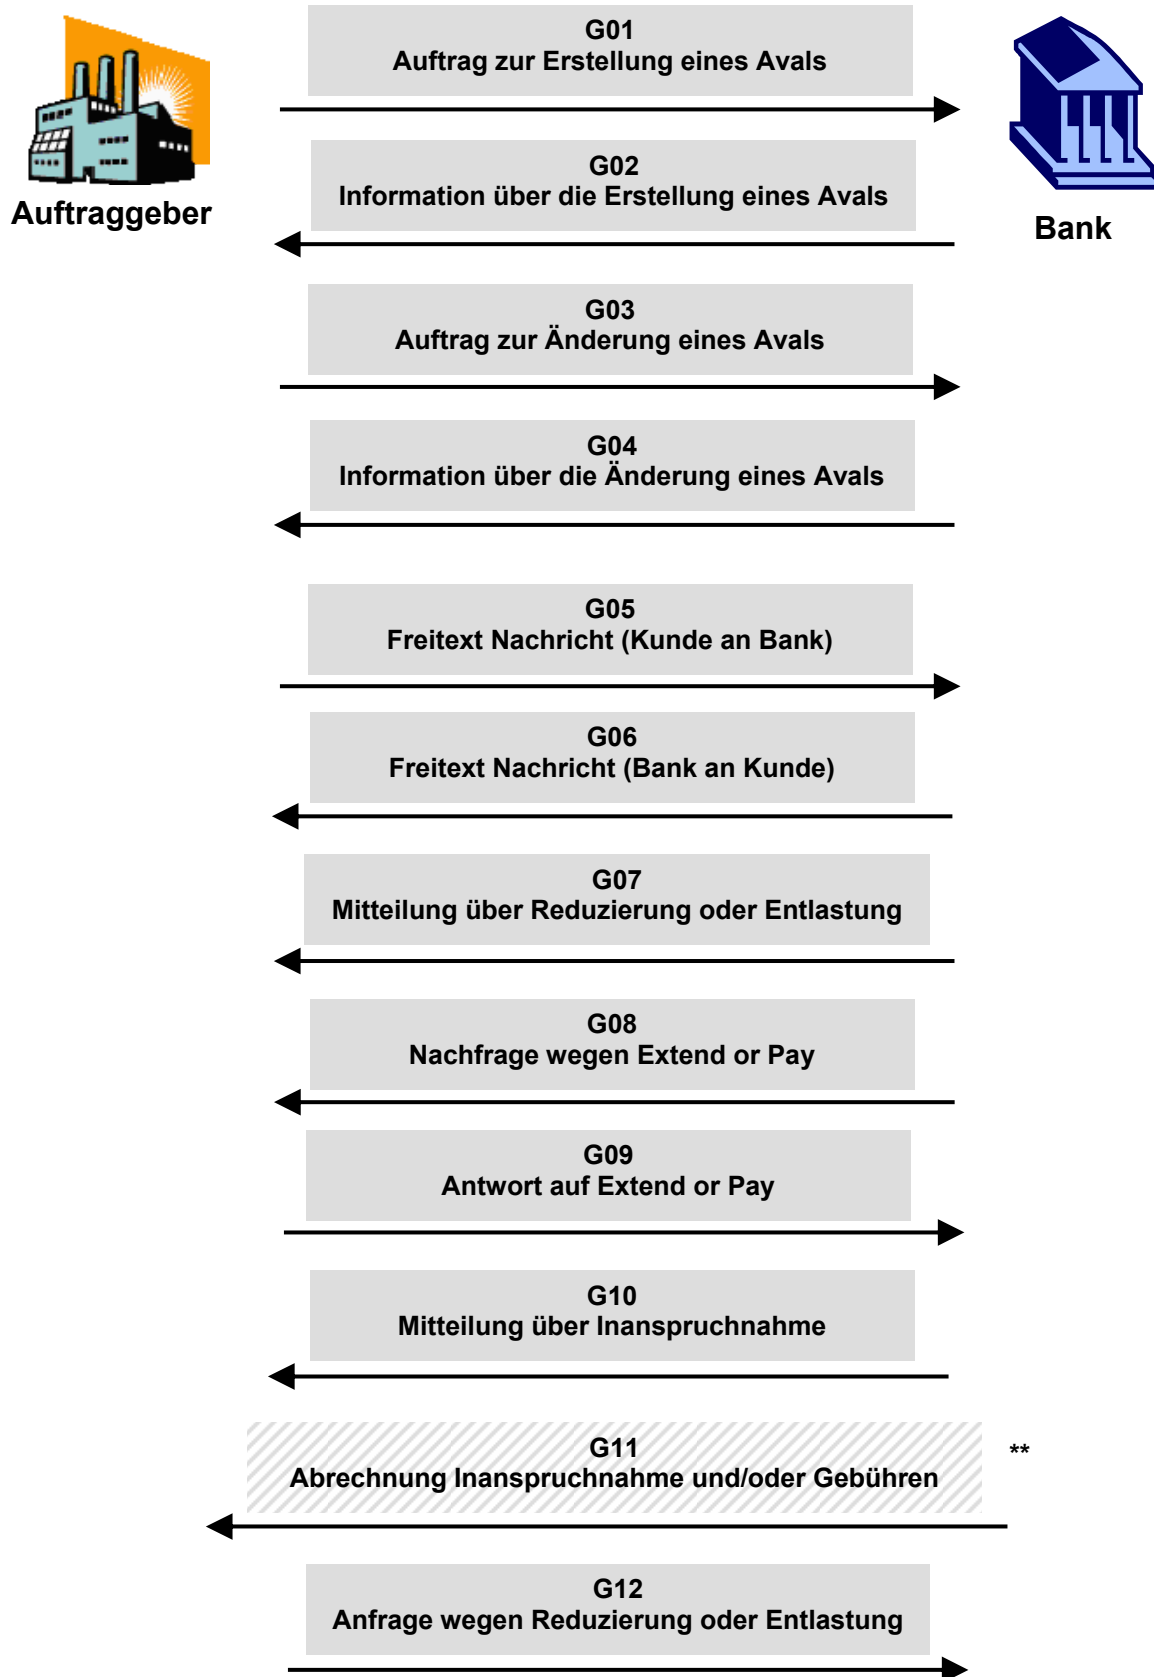 G01
Auftrag zur Erstellung eines Avals
G02
Information über die Erstellung eines Avals
Auftraggeber
Bank
G03
Auftrag zur Änderung eines Avals
G04
Information über die Änderung eines Avals
G05
Freitext Nachricht (Kunde an Bank)
G06
Freitext Nachricht (Bank an Kunde)
G07
Mitteilung über Reduzierung oder Entlastung
G08
Nachfrage wegen Extend or Pay
G09
Antwort auf Extend or Pay
G10
Mitteilung über Inanspruchnahme
G11
Abrechnung Inanspruchnahme und/oder Gebühren
**
G12
Anfrage wegen Reduzierung oder Entlastung